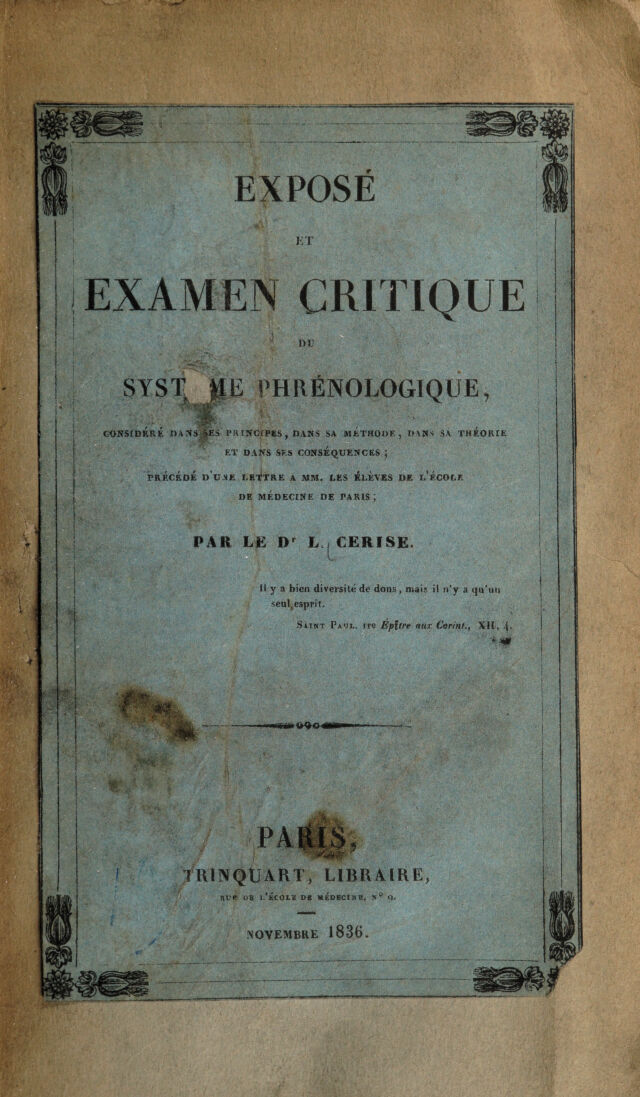 EXPOSÉ
ET
EXAMEN CRITIQUE
DU
SYST ME PHRÉNOLOGIQUE,
CONSIDÉRÉ DANS SES PRINCIPES, DANS SA MÉTHODE, DANS SA THÉORIE
ET DANS SES CONSÉQUENCES ;
PRÉCÉDÉ D'UNE LETTRE A MM. LES ÉLÈVES DE L'ÉCOLE
DE MÉDECINE DE PARIS ;
PAR LE Dr L. CERISE.
Il y a bien diversité de dons, mais il n'y a qu'un
seul esprit.
SAINT PAUL. 1re Épître aux Corint., XII, 4.
PARIS,
TRINQUART, LIBRAIRE,
RUE DE L'ÉCOLE DE MÉDECINE, N° 9.
NOVEMBRE 1836.